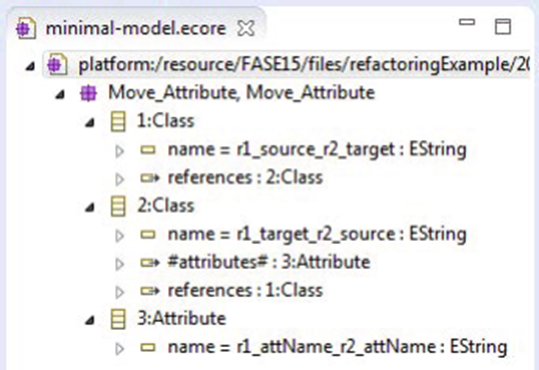 minimal-model.ecore
platform:/resource/FASE15/files/refactoringExample/20
Move_Attribute, Move_Attribute
1:Class
name = r1_source_r2_target : EString
references : 2:Class
2:Class
name = r1_target_r2_source : EString
#attributes# : 3:Attribute
references : 1:Class
3:Attribute
name = r1_attName_r2_attName : EString